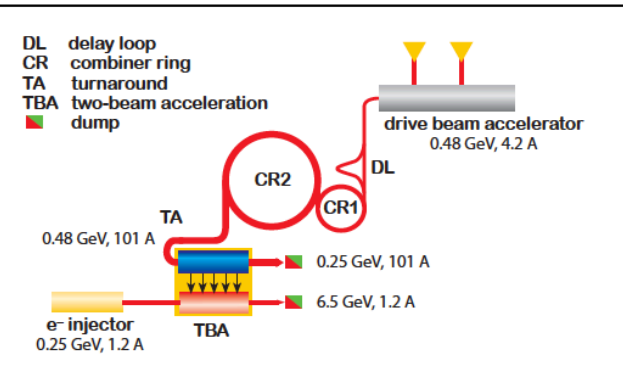 DL delay loop
CR combiner ring
TA turnaround
TBA two-beam acceleration
dump
drive beam accelerator
0.48 GeV, 4.2 A
DL
CR2
CR1
TA
0.48 GeV, 101 A
0.25 GeV, 101 A
6.5 GeV, 1.2 A
e⁻ injector
0.25 GeV, 1.2 A
TBA